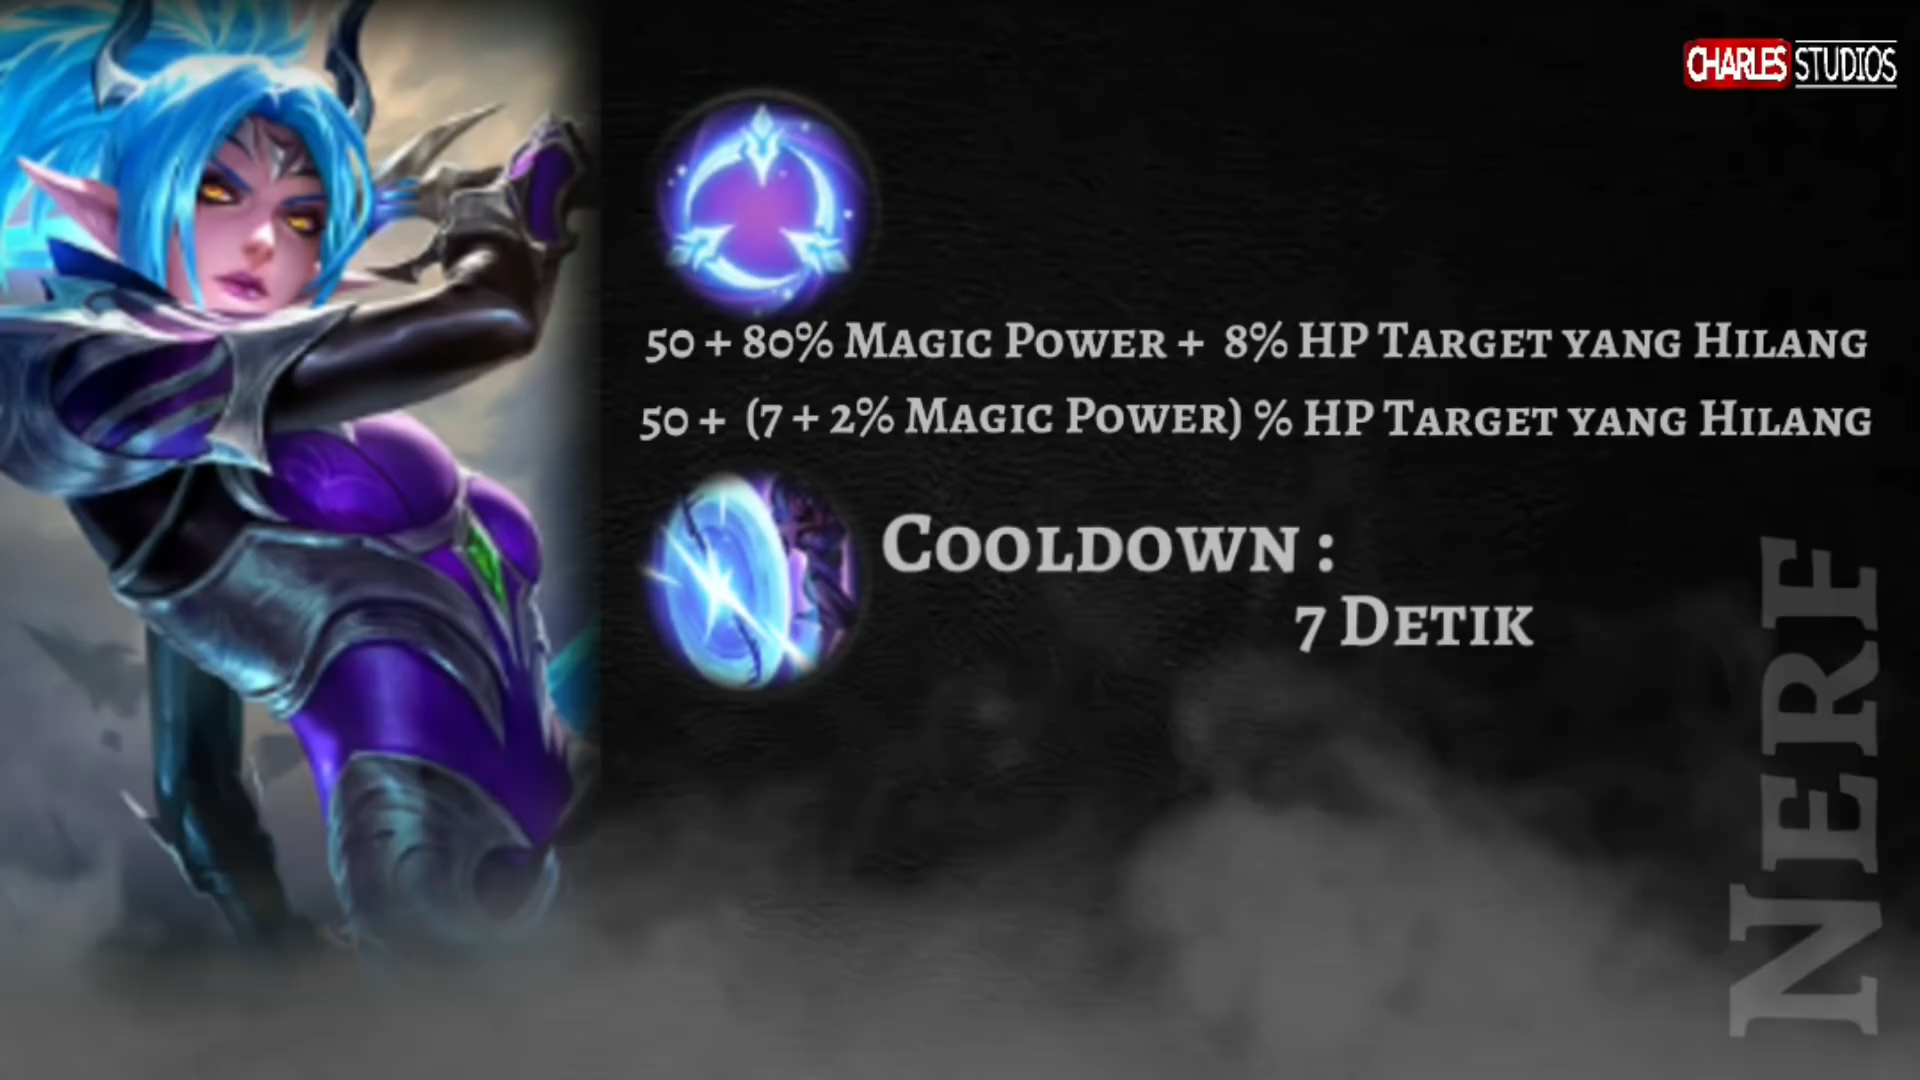 CHARLES STUDIOS
50 + 80% Magic Power + 8% HP Target yang Hilang
50 + (7 + 2% Magic Power) % HP Target yang Hilang
Cooldown :
7 Detik
Nerf